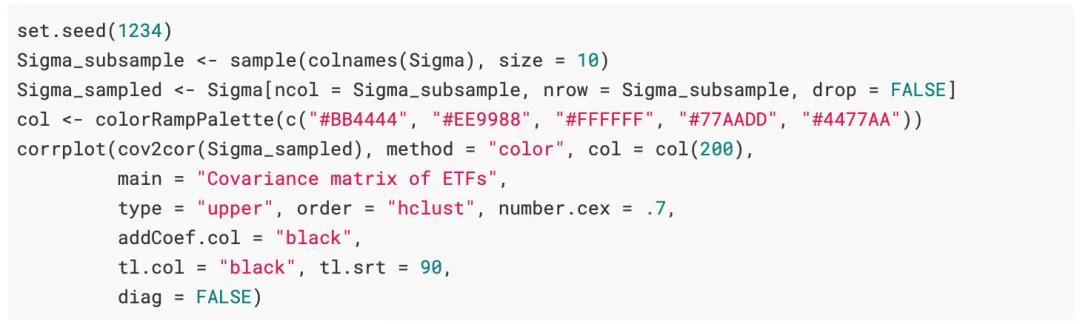 set.seed(1234)
Sigma_subsample <- sample(colnames(Sigma), size = 10)
Sigma_sampled <- Sigma[ncol = Sigma_subsample, nrow = Sigma_subsample, drop = FALSE]
col <- colorRampPalette(c("#BB4444", "#EE9988", "#FFFFFF", "#77AADD", "#4477AA"))
corrplot(cov2cor(Sigma_sampled), method = "color", col = col(200),
         main = "Covariance matrix of ETFs",
         type = "upper", order = "hclust", number.cex = .7,
         addCoef.col = "black",
         tl.col = "black", tl.srt = 90,
         diag = FALSE)